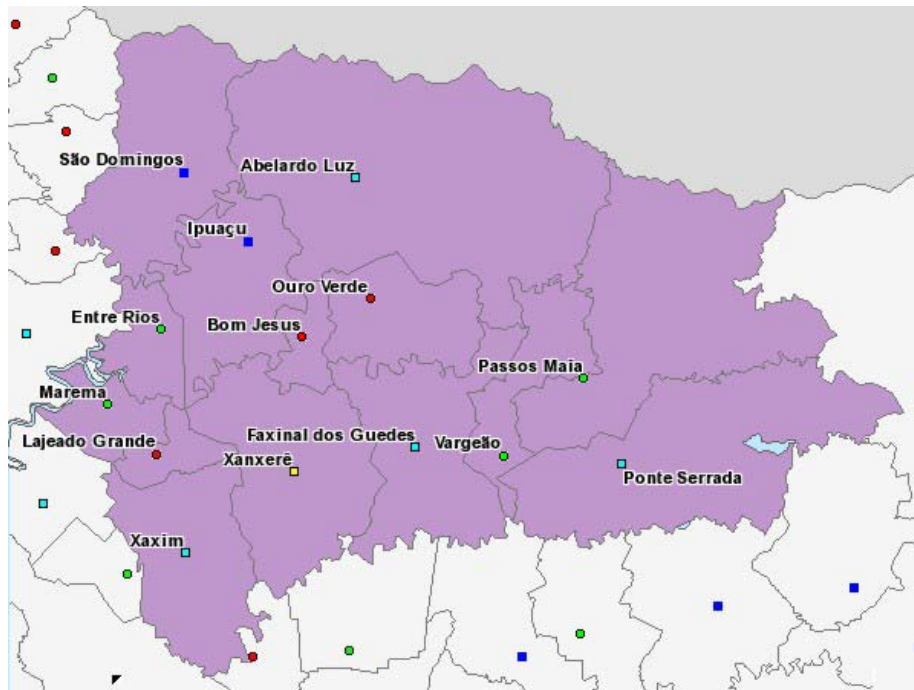 São Domingos
Abelardo Luz
Ipuaçu
Ouro Verde
Entre Rios
Bom Jesus
Passos Maia
Marema
Lajeado Grande
Faxinal dos Guedes
Vargeão
Xanxerê
Ponte Serrada
Xaxim